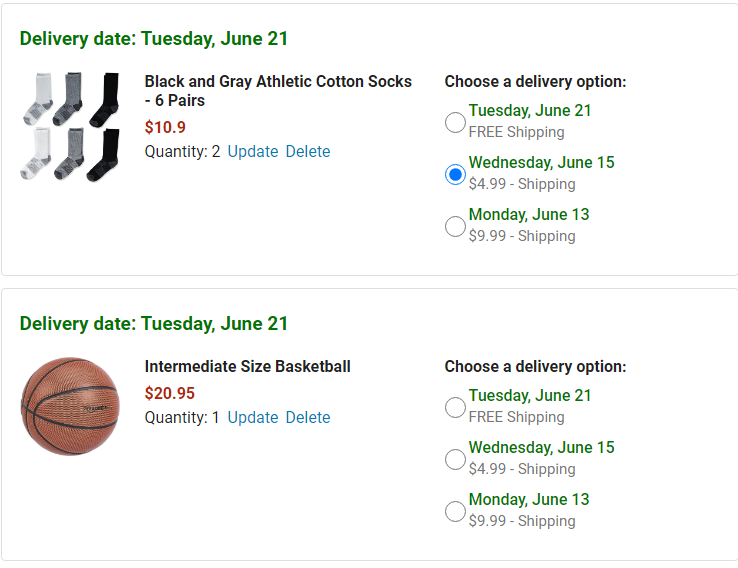 Delivery date: Tuesday, June 21
Black and Gray Athletic Cotton Socks
- 6 Pairs
$10.9
Quantity: 2 Update Delete
Choose a delivery option:
Tuesday, June 21
FREE Shipping
Wednesday, June 15
$4.99 - Shipping
Monday, June 13
$9.99 - Shipping
Delivery date: Tuesday, June 21
Intermediate Size Basketball
$20.95
Quantity: 1 Update Delete
Choose a delivery option:
Tuesday, June 21
FREE Shipping
Wednesday, June 15
$4.99 - Shipping
Monday, June 13
$9.99 - Shipping